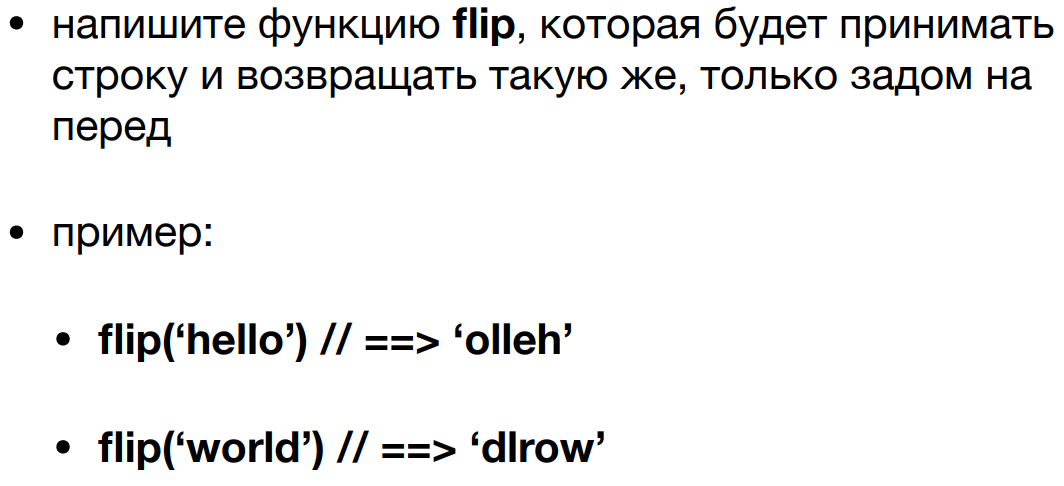 • напишите функцию flip, которая будет принимать
строку и возвращать такую же, только задом на
перед
• пример:
• flip(‘hello’) // ==> ‘olleh’
• flip(‘world’) // ==> ‘dlrow’